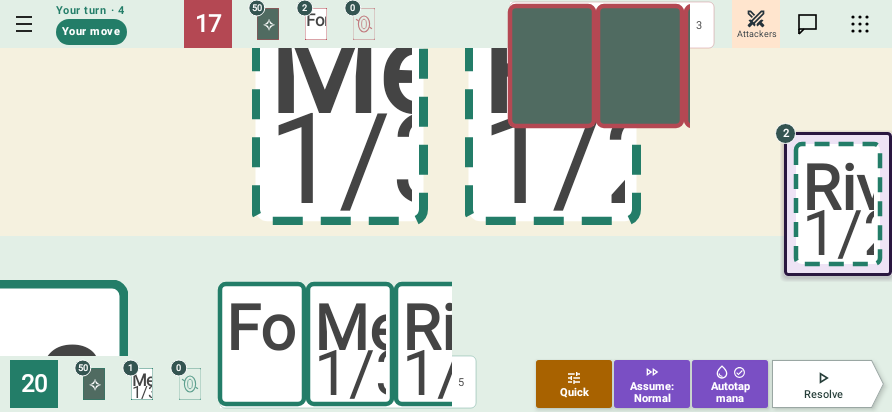 Your turn · 4
Your move
17
50
2
For
0
3
Attackers
Me
1/3
1/2
2
Riv
1/2
Fo
Me
1/3
Ri
1/
5
20
50
1
Me
1/3
0
Quick
Assume:
Normal
Autotap
mana
Resolve